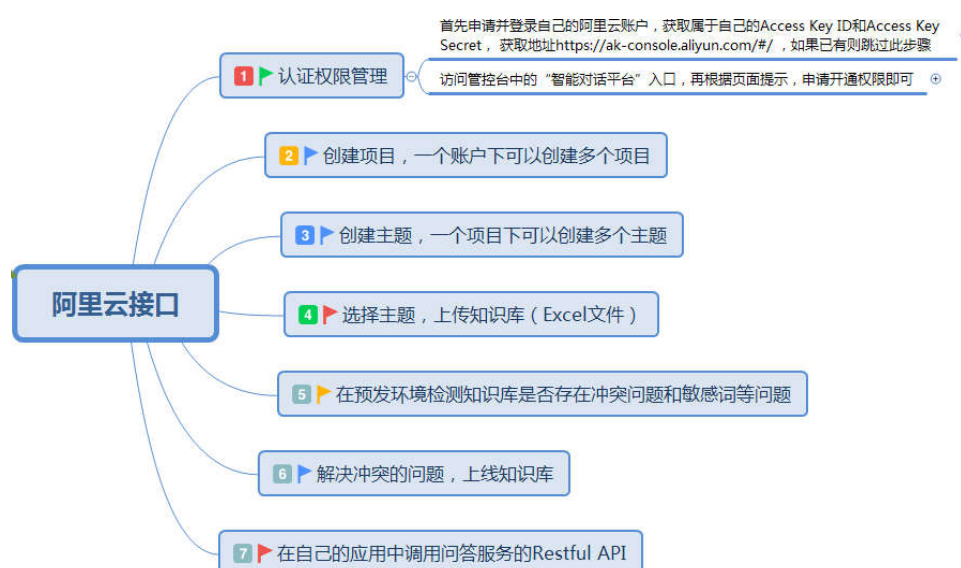 首先申请并登录自己的阿里云账户，获取属于自己的Access Key ID和Access Key
Secret， 获取地址https://ak-console.aliyun.com/#/ ，如果已有则跳过此步骤
1 认证权限管理
访问管控台中的“智能对话平台”入口，再根据页面提示，申请开通权限即可
2 创建项目，一个账户下可以创建多个项目
3 创建主题，一个项目下可以创建多个主题
阿里云接口
4 选择主题，上传知识库（Excel文件）
5 在预发环境检测知识库是否存在冲突问题和敏感词等问题
6 解决冲突的问题，上线知识库
7 在自己的应用中调用问答服务的Restful API